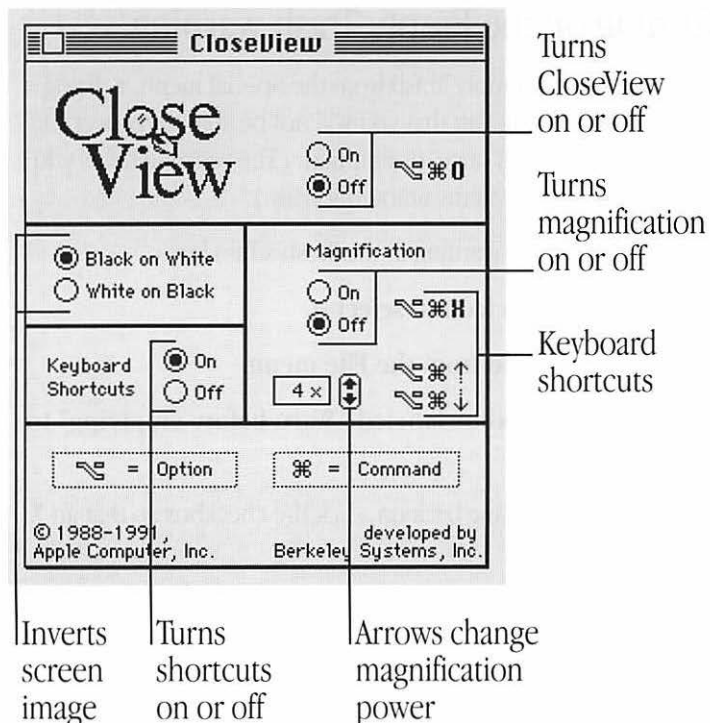 CloseView
Close
View
On
Off
⌥⌘O
Black on White
White on Black
Magnification
On
Off
⌥⌘X
Keyboard
Shortcuts
On
Off
4 ×
⌥⌘↑
⌥⌘↓
⌥ = Option
⌘ = Command
© 1988-1991,
Apple Computer, Inc.
developed by
Berkeley Systems, Inc.
Turns
CloseView
on or off
Turns
magnification
on or off
Keyboard
shortcuts
Inverts
screen
image
Turns
shortcuts
on or off
Arrows change
magnification
power